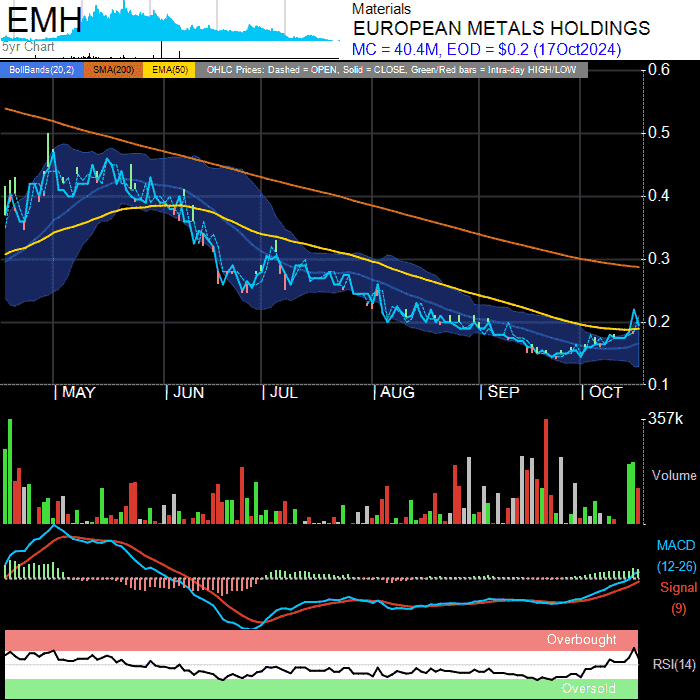 EMH
5yr Chart
Materials
EUROPEAN METALS HOLDINGS
MC = 40.4M, EOD = $0.2 (17Oct2024)
BollBands(20,2) SMA(200) EMA(50) OHLC Prices: Dashed = OPEN, Solid = CLOSE, Green/Red bars = Intra-day HIGH/LOW
0.6
0.5
0.4
0.3
0.2
0.1
MAY JUN JUL AUG SEP OCT
357k
Volume
MACD
(12-26)
Signal
(9)
Overbought
RSI(14)
Oversold